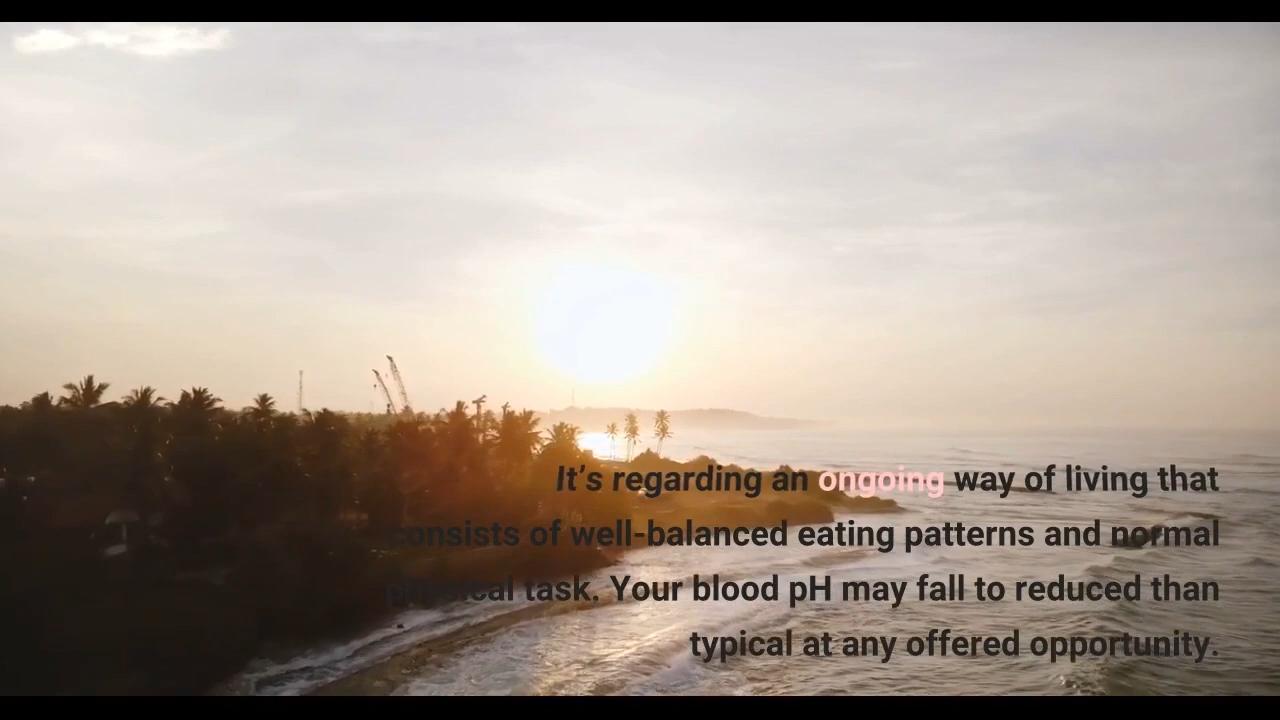 It's regarding an ongoing way of living that
consists of well-balanced eating patterns and normal
physical task. Your blood pH may fall to reduced than
typical at any offered opportunity.